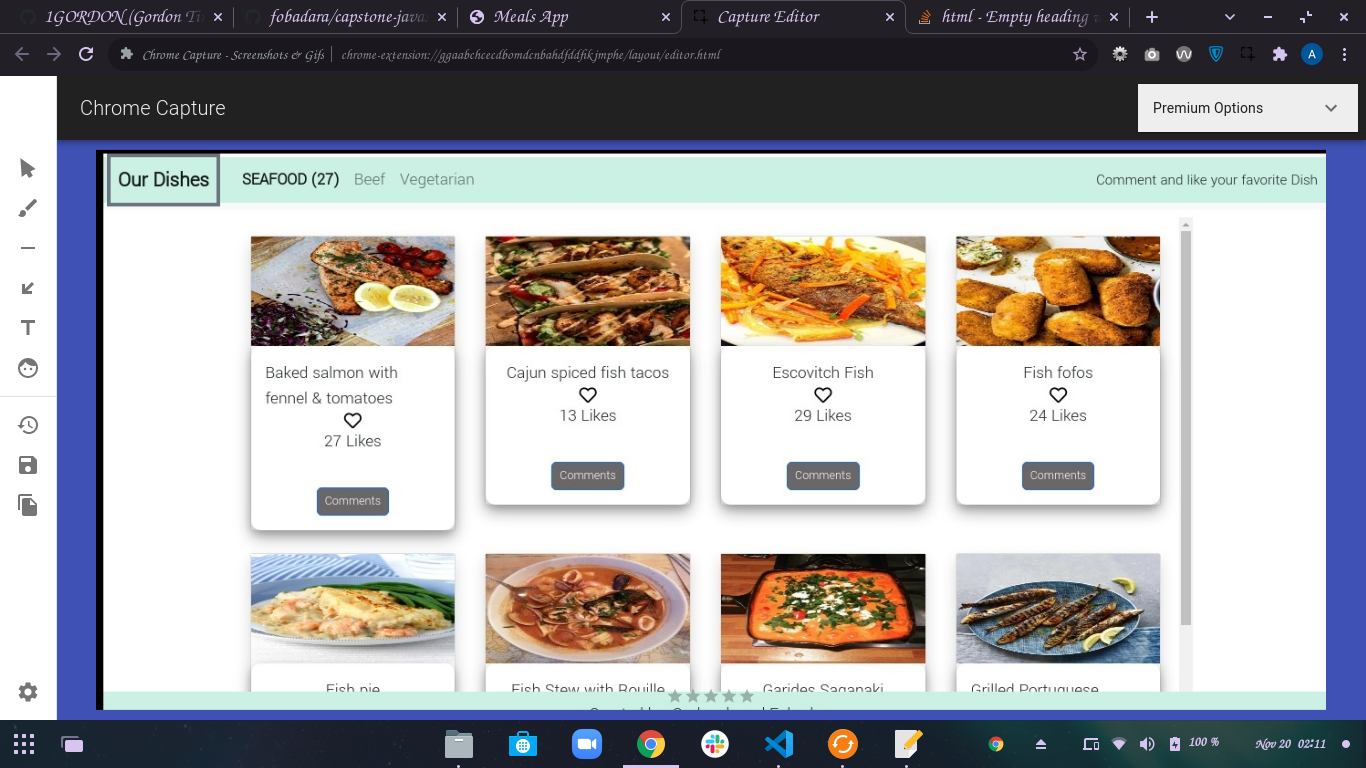 1GORDON (Gordon Ti
fobadara/capstone-javas
Meals App
Capture Editor
html - Empty heading
Chrome Capture - Screenshots & Gifs
chrome-extension://ggaabchcecdbomdcnbahdfddfikjmphe/layout/editor.html
A
Chrome Capture
Premium Options
Our Dishes
SEAFOOD (27)
Beef
Vegetarian
Comment and like your favorite Dish
Baked salmon with
fennel & tomatoes
27 Likes
Comments
Cajun spiced fish tacos
13 Likes
Comments
Escovitch Fish
29 Likes
Comments
Fish fofos
24 Likes
Comments
Fish pie
Fish Stew with Rouille
Garides Saganaki
Grilled Portuguese
100 %
Nov 20 02:11